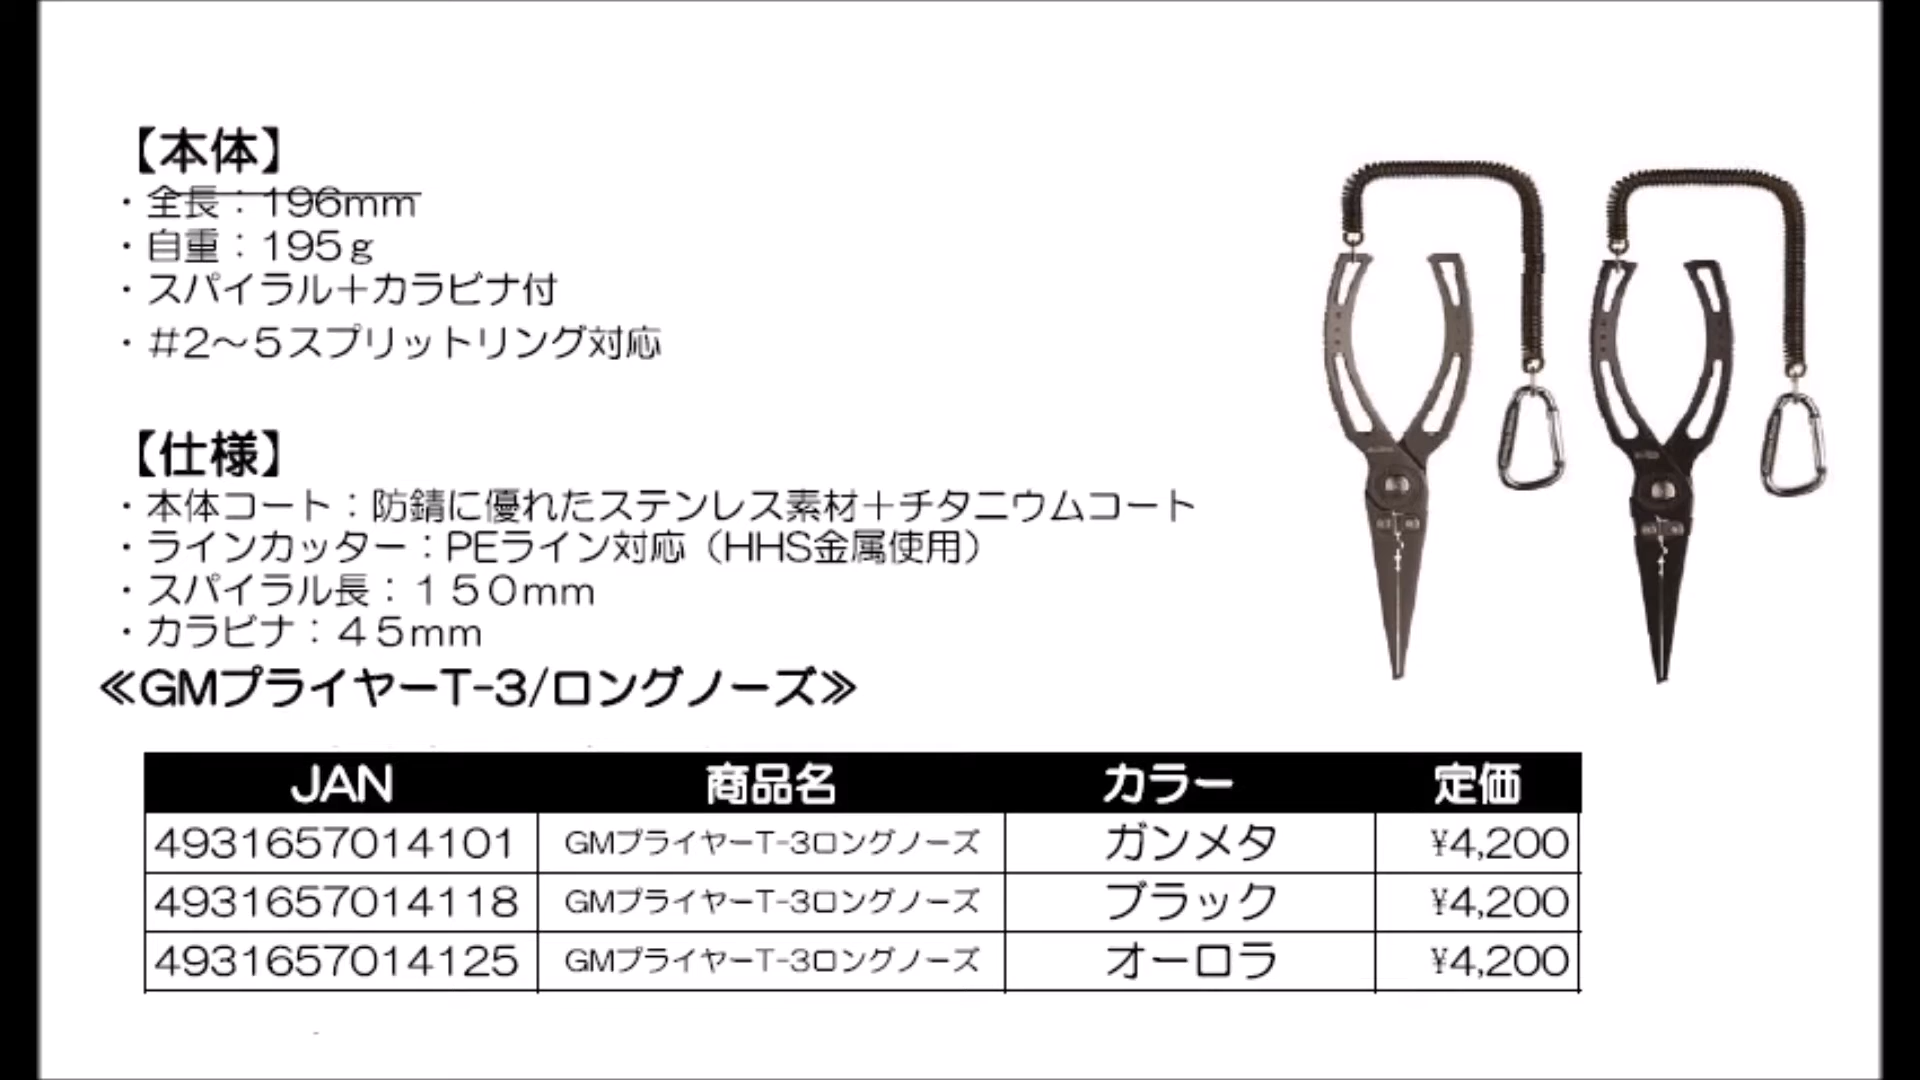 【本体】
・全長：196mm
・自重：195g
・スパイラル＋カラビナ付
・＃2〜5スプリットリング対応
【仕様】
・本体コート：防錆に優れたステンレス素材＋チタニウムコート
・ラインカッター：PEライン対応（HHS金属使用）
・スパイラル長：１５０mm
・カラビナ：４５mm
≪GMプライヤーT-3/ロングノーズ≫
JAN 商品名 カラー 定価
4931657014101 GMプライヤーT-3ロングノーズ ガンメタ ¥4,200
4931657014118 GMプライヤーT-3ロングノーズ ブラック ¥4,200
4931657014125 GMプライヤーT-3ロングノーズ オーロラ ¥4,200